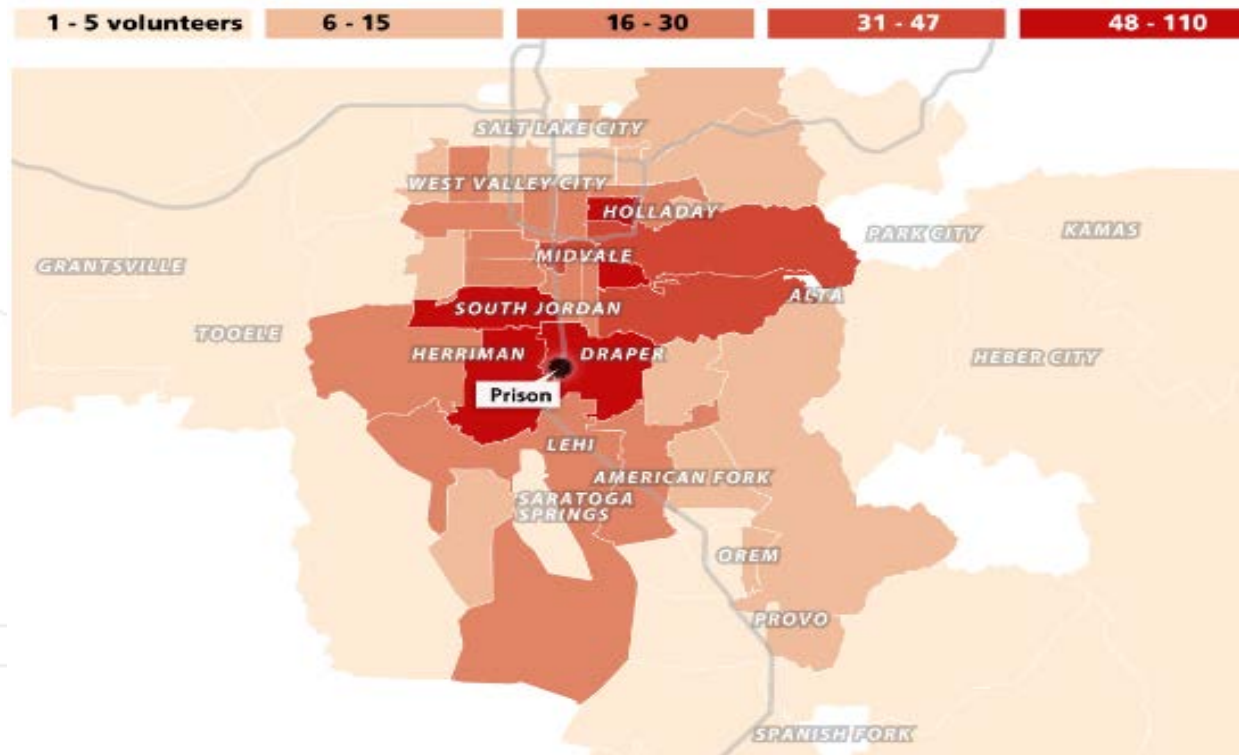 1 - 5 volunteers
6 - 15
16 - 30
31 - 47
48 - 110
SALT LAKE CITY
WEST VALLEY CITY
HOLLADAY
PARK CITY
KAMAS
MIDVALE
GRANTSVILLE
ALTA
SOUTH JORDAN
TOOELE
HERRIMAN
DRAPER
HEBER CITY
Prison
LEHI
AMERICAN FORK
SARATOGA
SPRINGS
OREM
PROVO
SPANISH FORK